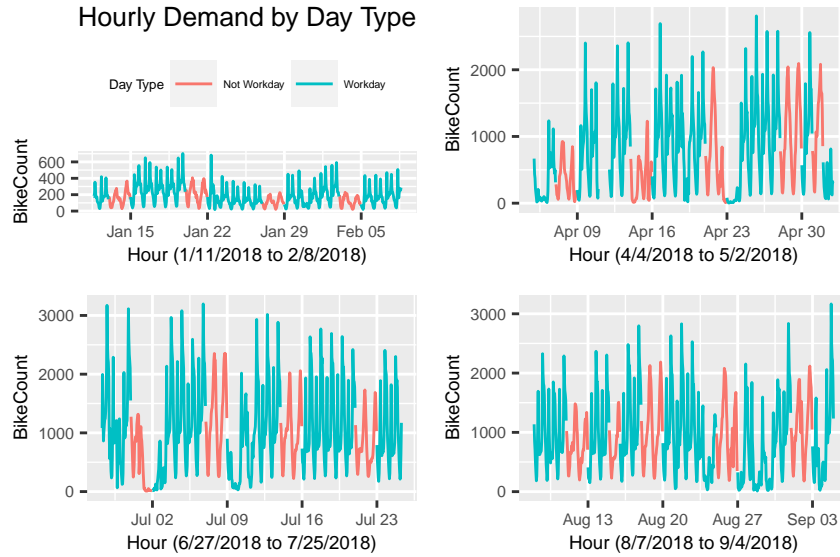 Hourly Demand by Day Type
Day Type Not Workday Workday
BikeCount
600
400
200
0
Jan 15 Jan 22 Jan 29 Feb 05
Hour (1/11/2018 to 2/8/2018)
BikeCount
2000
1000
0
Apr 09 Apr 16 Apr 23 Apr 30
Hour (4/4/2018 to 5/2/2018)
BikeCount
3000
2000
1000
0
Jul 02 Jul 09 Jul 16 Jul 23
Hour (6/27/2018 to 7/25/2018)
BikeCount
3000
2000
1000
0
Aug 13 Aug 20 Aug 27 Sep 03
Hour (8/7/2018 to 9/4/2018)